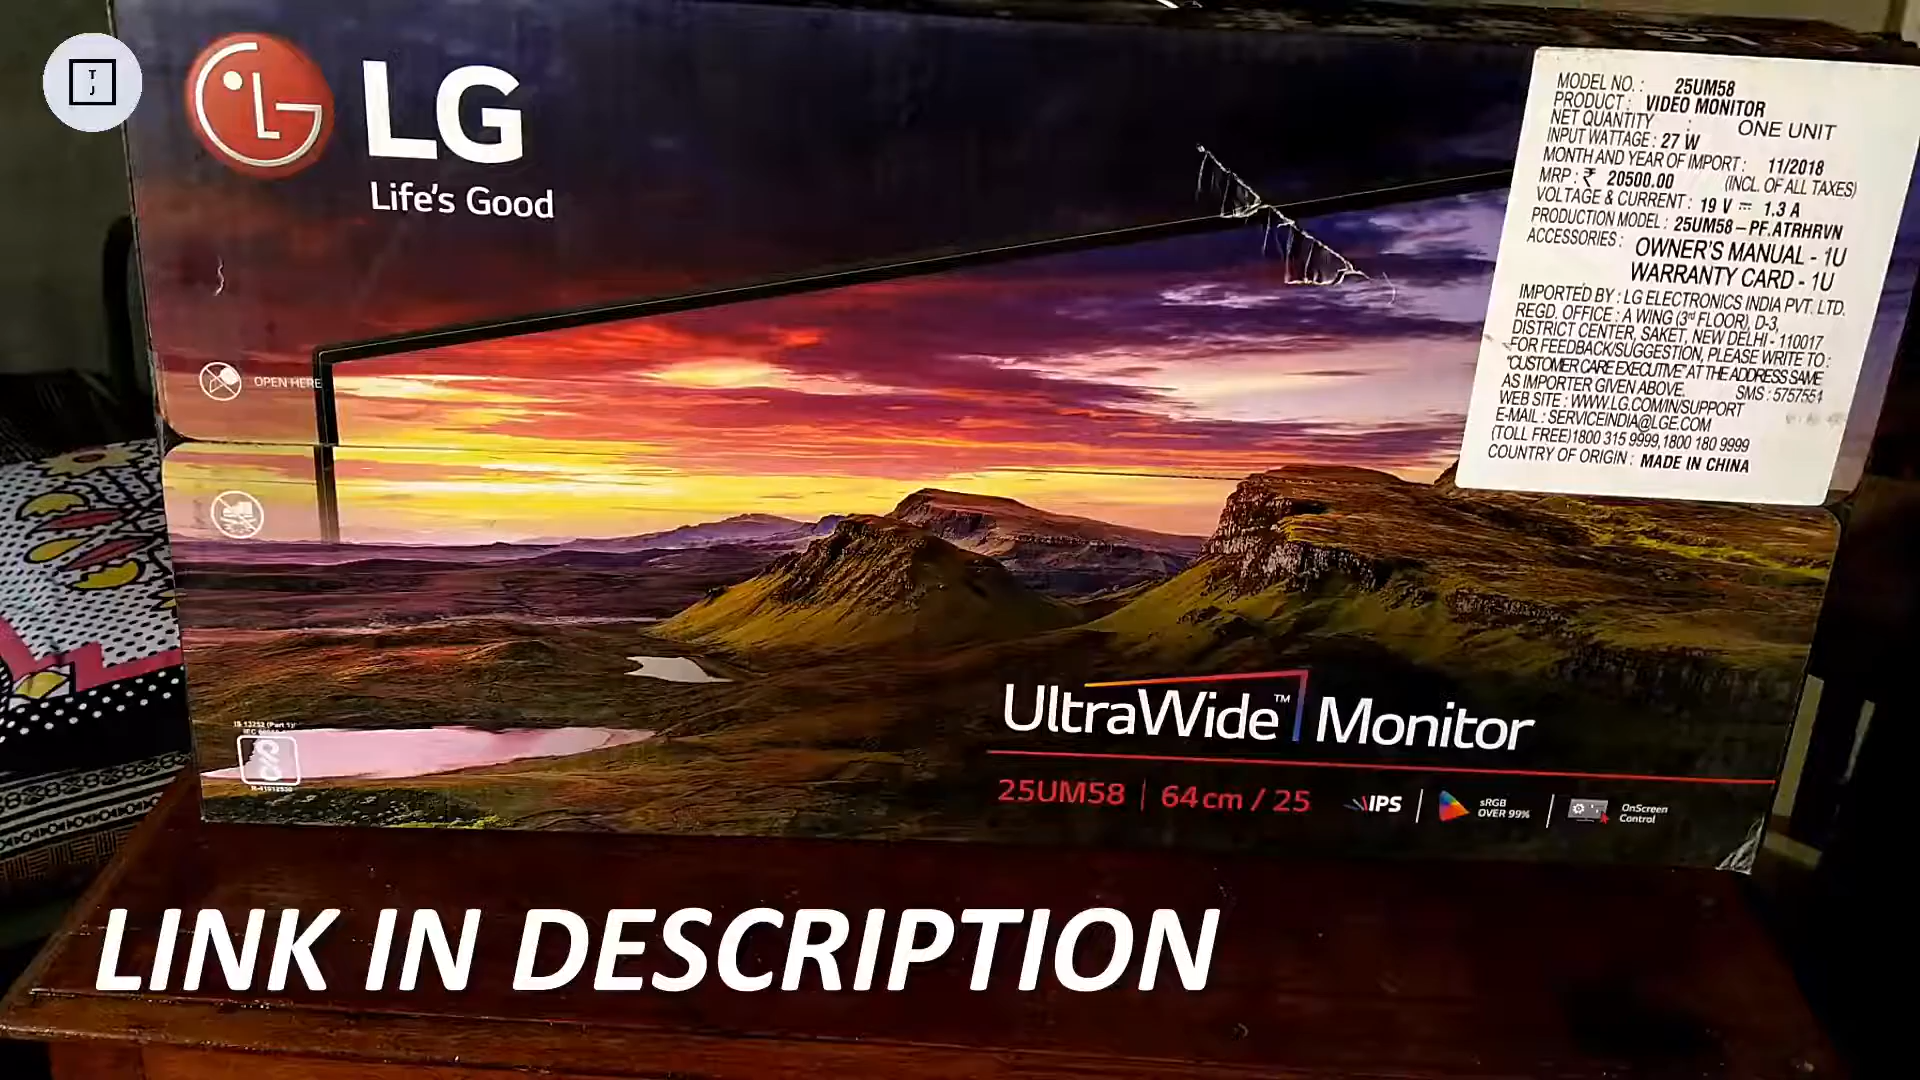 T
J
LG
Life's Good
MODEL NO. : 25UM58
PRODUCT : VIDEO MONITOR
NET QUANTITY : ONE UNIT
INPUT WATTAGE : 27 W
MONTH AND YEAR OF IMPORT : 11/2018
MRP : ₹ 20500.00 (INCL. OF ALL TAXES)
VOLTAGE & CURRENT : 19 V ⎓ 1.3 A
PRODUCTION MODEL : 25UM58-PF.ATRHRVN
ACCESSORIES : OWNER'S MANUAL - 1U
WARRANTY CARD - 1U
IMPORTED BY : LG ELECTRONICS INDIA PVT. LTD.
REGD. OFFICE : A WING (3rd FLOOR), D-3,
DISTRICT CENTER, SAKET, NEW DELHI - 110017
FOR FEEDBACK/SUGGESTION, PLEASE WRITE TO :
"CUSTOMER CARE EXECUTIVE" AT THE ADDRESS SAME
AS IMPORTER GIVEN ABOVE. SMS : 5757554
WEB SITE : WWW.LG.COM/IN/SUPPORT
E-MAIL : SERVICEINDIA@LGE.COM
(TOLL FREE)1800 315 9999,1800 180 9999
COUNTRY OF ORIGIN : MADE IN CHINA
OPEN HERE
IS 13252 (Part 1)/
IEC
UltraWide™ Monitor
25UM58 | 64cm / 25
IPS
sRGB
OVER 99%
OnScreen
Control
LINK IN DESCRIPTION